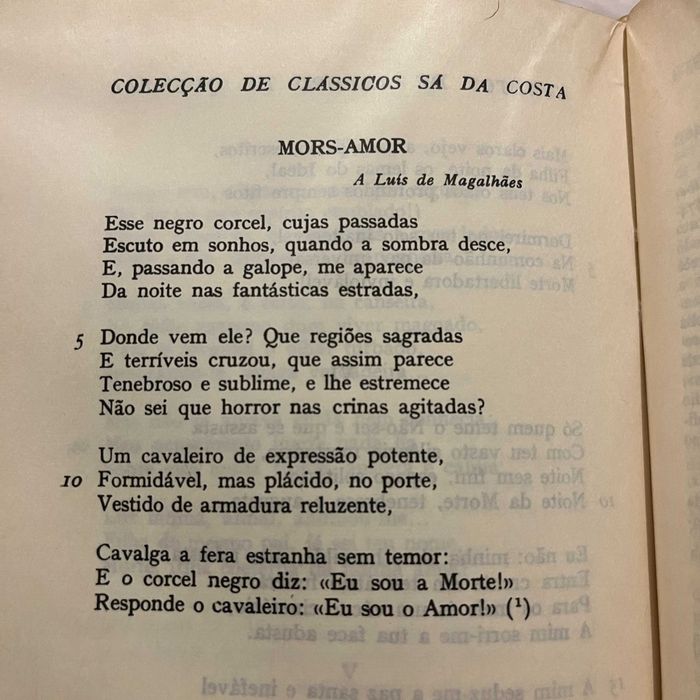 COLECÇÃO DE CLÁSSICOS SÁ DA COSTA
MORS-AMOR
A Luís de Magalhães
Esse negro corcel, cujas passadas
Escuto em sonhos, quando a sombra desce,
E, passando a galope, me aparece
Da noite nas fantásticas estradas,
5 Donde vem ele? Que regiões sagradas
E terríveis cruzou, que assim parece
Tenebroso e sublime, e lhe estremece
Não sei que horror nas crinas agitadas?
Um cavaleiro de expressão potente,
10 Formidável, mas plácido, no porte,
Vestido de armadura reluzente,
Cavalga a fera estranha sem temor:
E o corcel negro diz: «Eu sou a Morte!»
Responde o cavaleiro: «Eu sou o Amor!» (¹)